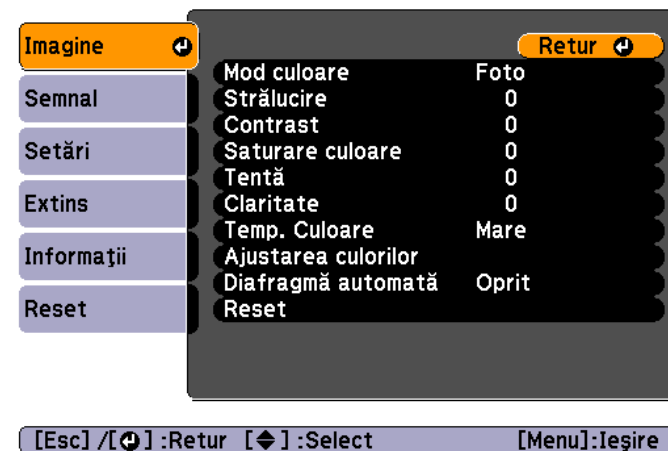 Imagine
Semnal
Setări
Extins
Informaţii
Reset
Retur
Mod culoare Foto
Strălucire 0
Contrast 0
Saturare culoare 0
Tentă 0
Claritate 0
Temp. Culoare Mare
Ajustarea culorilor
Diafragmă automată Oprit
Reset
[Esc] /[ ] :Retur [ ] :Select [Menu]:Ieşire